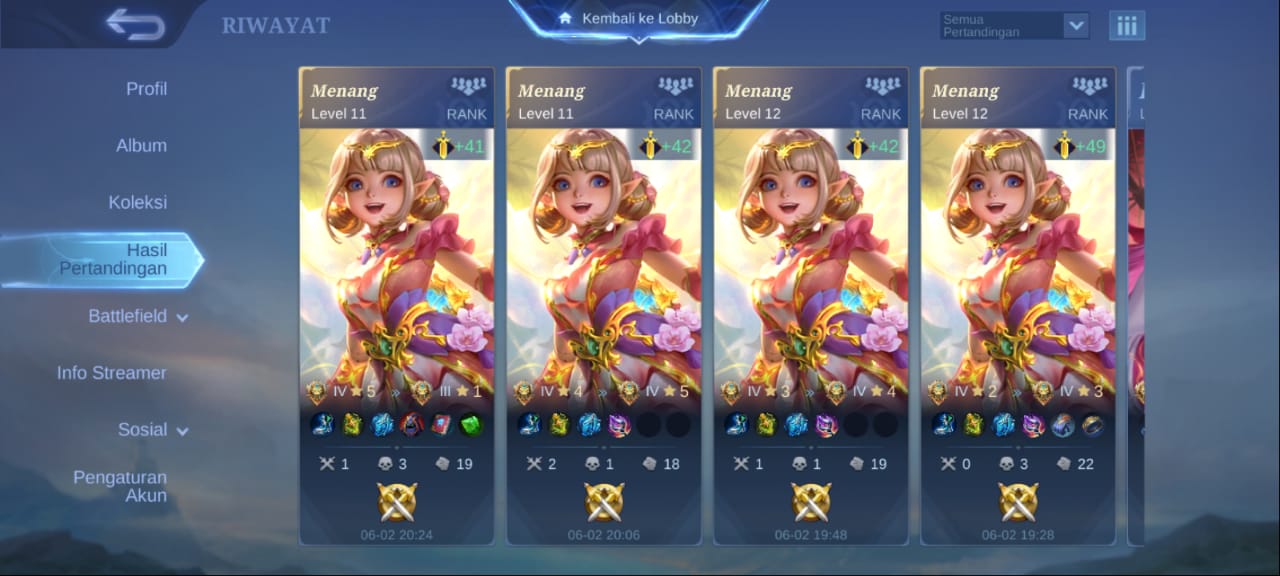 RIWAYAT
Kembali ke Lobby
Semua
Pertandingan
Profil
Album
Koleksi
Hasil
Pertandingan
Battlefield
Info Streamer
Sosial
Pengaturan
Akun
Menang
Level 11
RANK
+41
IV 5 » III 1
1 3 19
06-02 20:24
Menang
Level 11
RANK
+42
IV 4 » IV 5
2 1 18
06-02 20:06
Menang
Level 12
RANK
+42
IV 3 » IV 4
1 1 19
06-02 19:48
Menang
Level 12
RANK
+49
IV 2 » IV 3
0 3 22
06-02 19:28